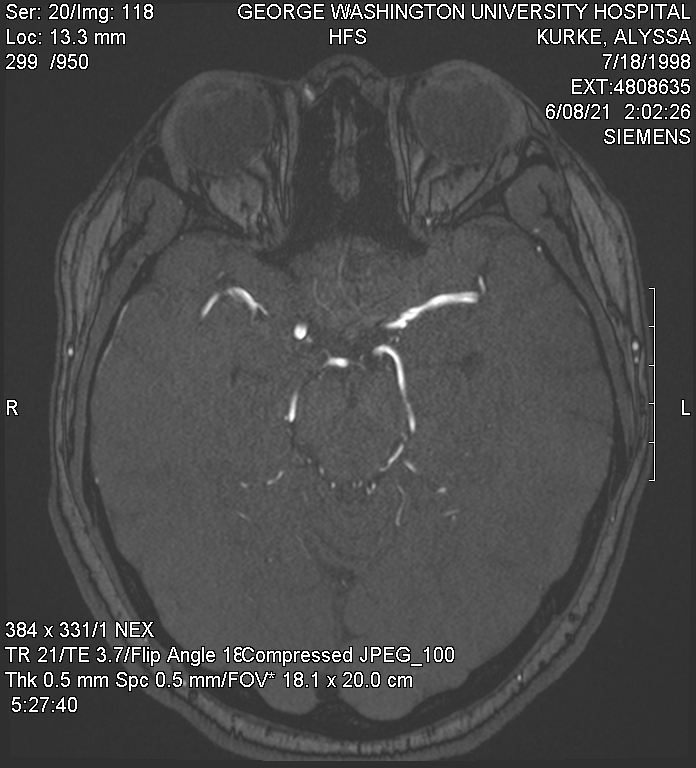 Ser: 20/Img: 118
Loc: 13.3 mm
299 /950
GEORGE WASHINGTON UNIVERSITY HOSPITAL
HFS
KURKE, ALYSSA
7/18/1998
EXT:4808635
6/08/21 2:02:26
SIEMENS
R
L
384 x 331/1 NEX
TR 21/TE 3.7/Flip Angle 18Compressed JPEG_100
Thk 0.5 mm Spc 0.5 mm/FOV* 18.1 x 20.0 cm
5:27:40